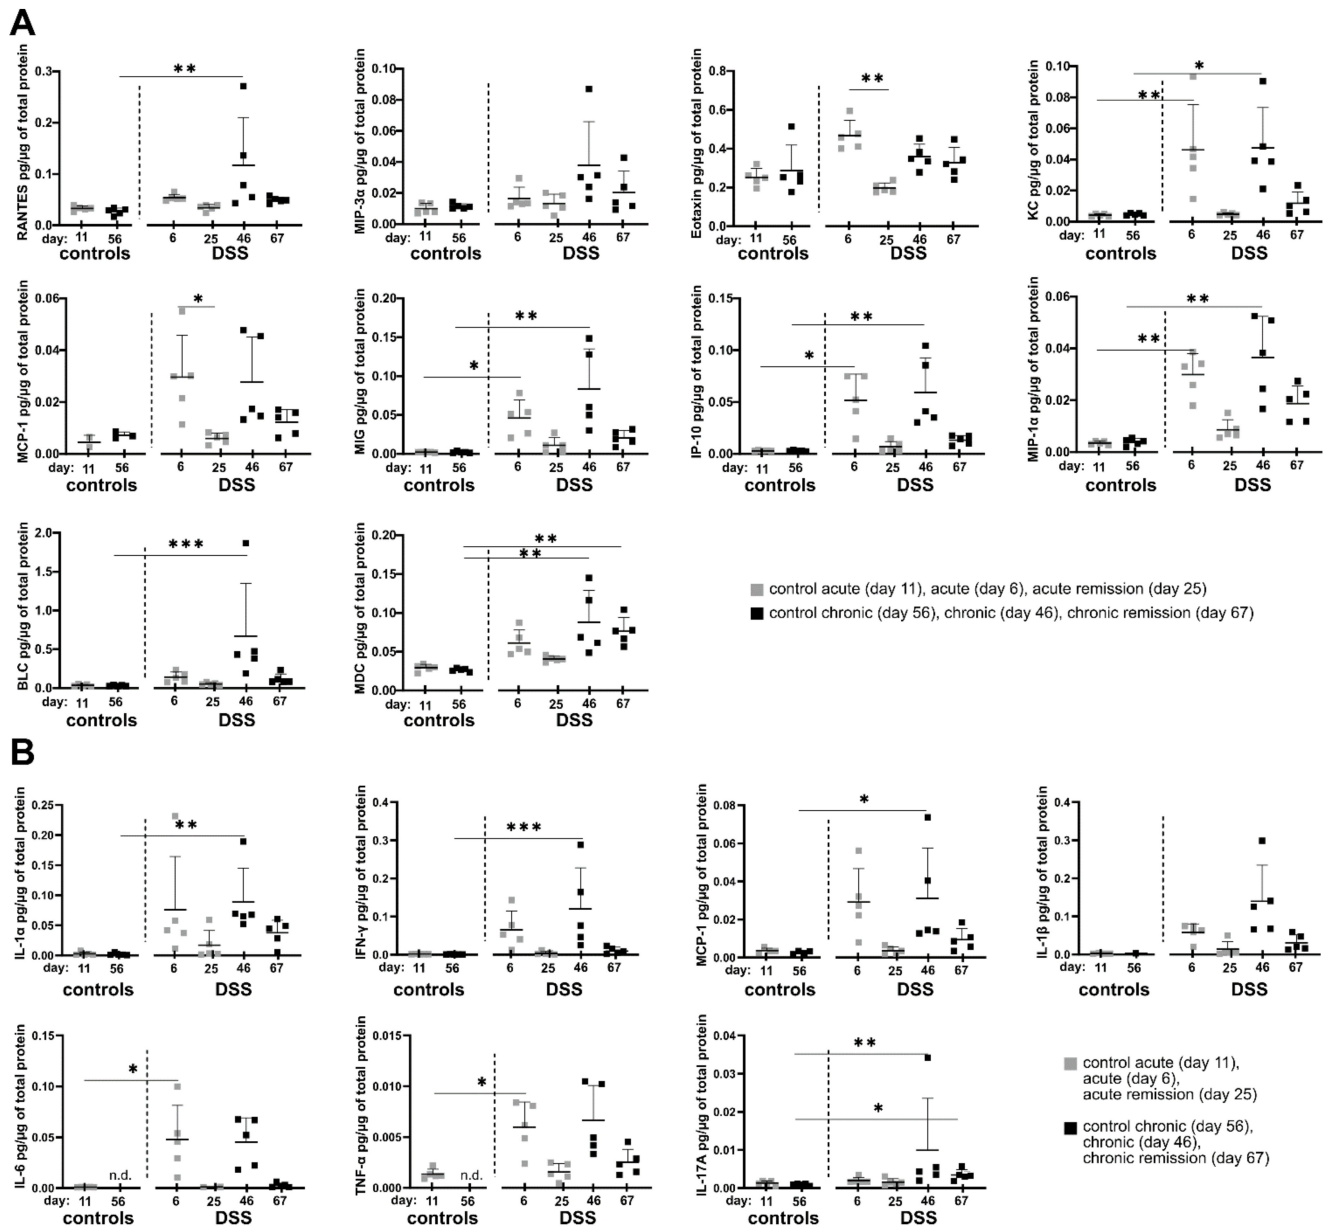 A
RANTES pg/µg of total protein
0.3
0.2
0.1
0.0
**
day: 11 56 6 25 46 67
controls DSS
MIP-3α pg/µg of total protein
0.10
0.08
0.06
0.04
0.02
0.00
day: 11 56 6 25 46 67
controls DSS
Eotaxin pg/µg of total protein
0.8
0.6
0.4
0.2
0.0
**
day: 11 56 6 25 46 67
controls DSS
KC pg/µg of total protein
0.10
0.08
0.06
0.04
0.02
0.00
*
**
day: 11 56 6 25 46 67
controls DSS
MCP-1 pg/µg of total protein
0.06
0.04
0.02
0.00
*
day: 11 56 6 25 46 67
controls DSS
MIG pg/µg of total protein
0.20
0.15
0.10
0.05
0.00
**
*
day: 11 56 6 25 46 67
controls DSS
IP-10 pg/µg of total protein
0.15
0.10
0.05
0.00
**
*
day: 11 56 6 25 46 67
controls DSS
MIP-1α pg/µg of total protein
0.06
0.04
0.02
0.00
**
**
day: 11 56 6 25 46 67
controls DSS
BLC pg/µg of total protein
2.0
1.5
1.0
0.5
0.0
***
day: 11 56 6 25 46 67
controls DSS
MDC pg/µg of total protein
0.20
0.15
0.10
0.05
0.00
**
**
day: 11 56 6 25 46 67
controls DSS
control acute (day 11), acute (day 6), acute remission (day 25)
control chronic (day 56), chronic (day 46), chronic remission (day 67)
B
IL-1α pg/µg of total protein
0.25
0.20
0.15
0.10
0.05
0.00
**
day: 11 56 6 25 46 67
controls DSS
IFN-γ pg/µg of total protein
0.4
0.3
0.2
0.1
0.0
***
day: 11 56 6 25 46 67
controls DSS
MCP-1 pg/µg of total protein
0.08
0.06
0.04
0.02
0.00
*
day: 11 56 6 25 46 67
controls DSS
IL-1β pg/µg of total protein
0.4
0.3
0.2
0.1
0.0
day: 11 56 6 25 46 67
controls DSS
IL-6 pg/µg of total protein
0.15
0.10
0.05
0.00
*
n.d.
day: 11 56 6 25 46 67
controls DSS
TNF-α pg/µg of total protein
0.015
0.010
0.005
0.000
*
n.d.
day: 11 56 6 25 46 67
controls DSS
IL-17A pg/µg of total protein
0.04
0.03
0.02
0.01
0.00
**
*
day: 11 56 6 25 46 67
controls DSS
control acute (day 11),
acute (day 6),
acute remission (day 25)
control chronic (day 56),
chronic (day 46),
chronic remission (day 67)